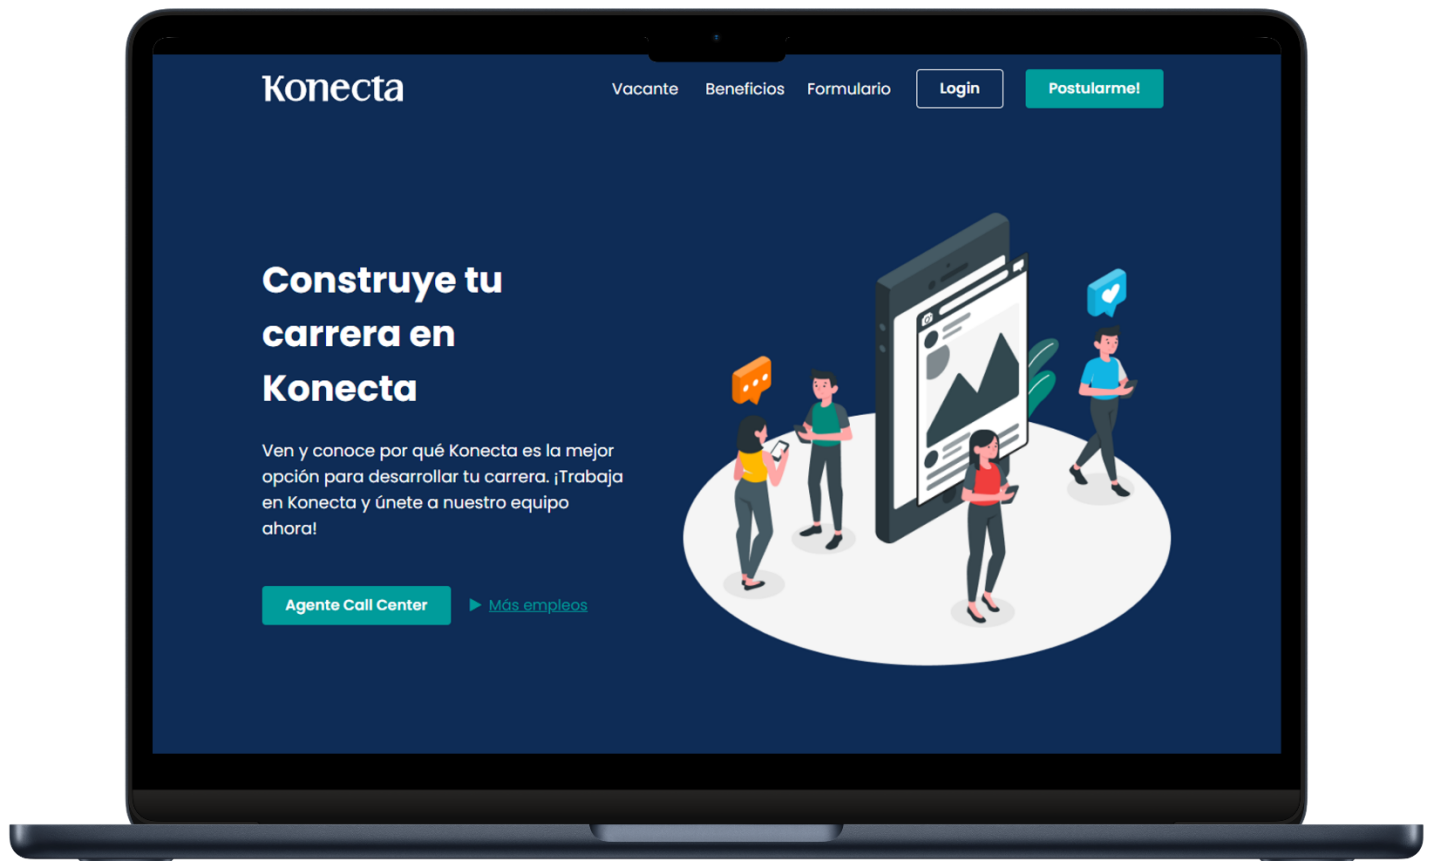 Konecta
Vacante
Beneficios
Formulario
Login
Postularme!
Construye tu
carrera en
Konecta
Ven y conoce por qué Konecta es la mejor
opción para desarrollar tu carrera. ¡Trabaja
en Konecta y únete a nuestro equipo
ahora!
Agente Call Center
Más empleos